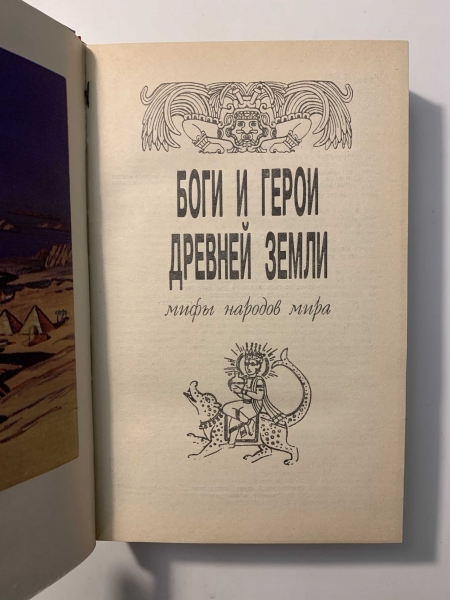 БОГИ И ГЕРОИ
ДРЕВНЕЙ ЗЕМЛИ
мифы народов мира